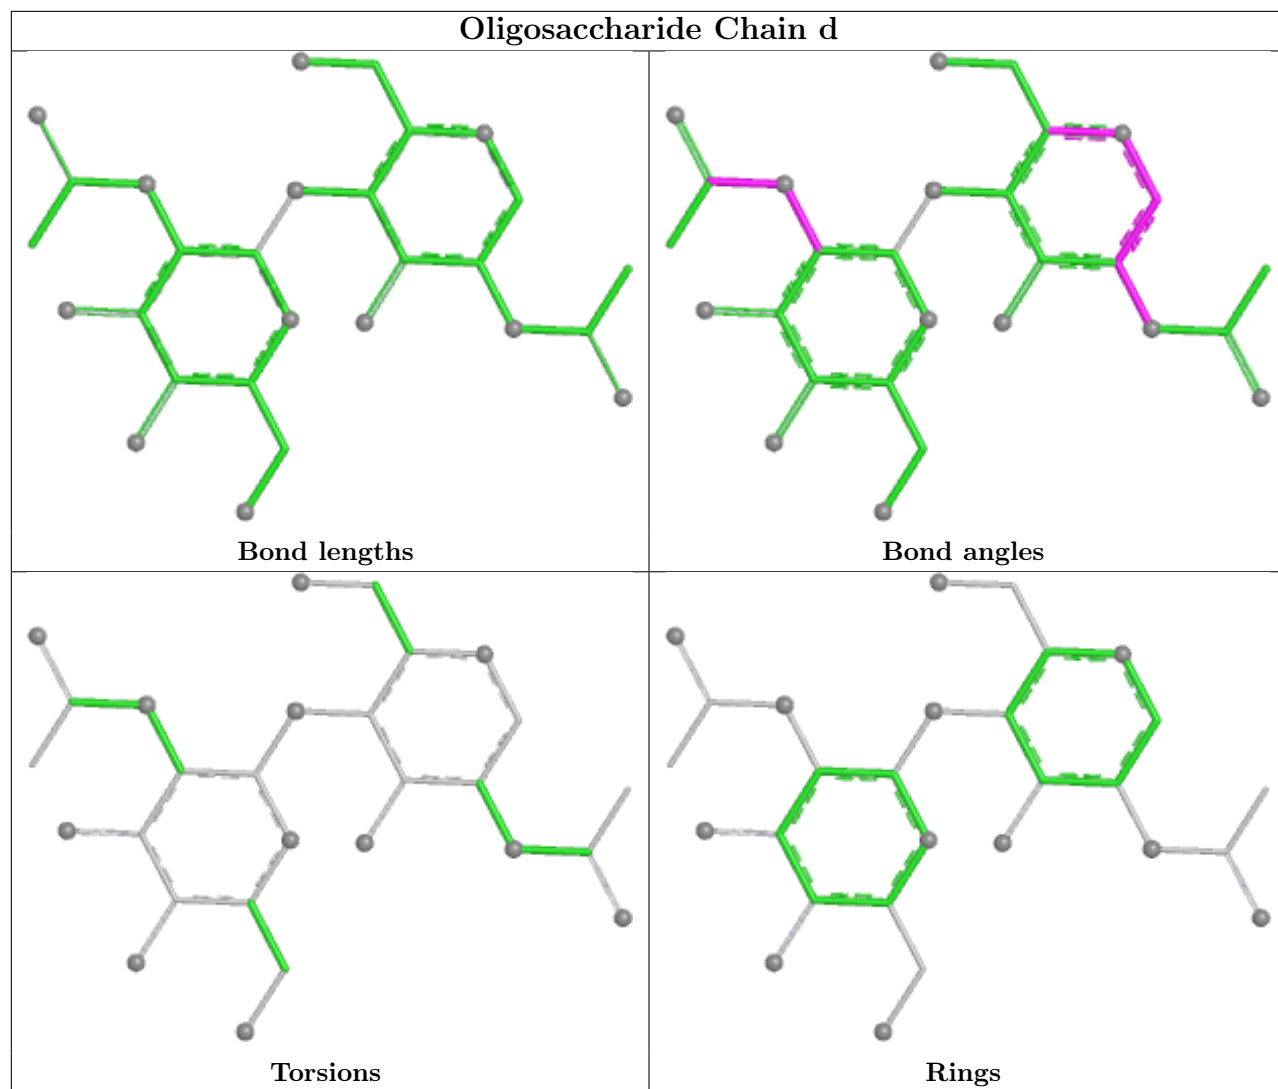 Oligosaccharide Chain d
Bond lengths
Bond angles
Torsions
Rings